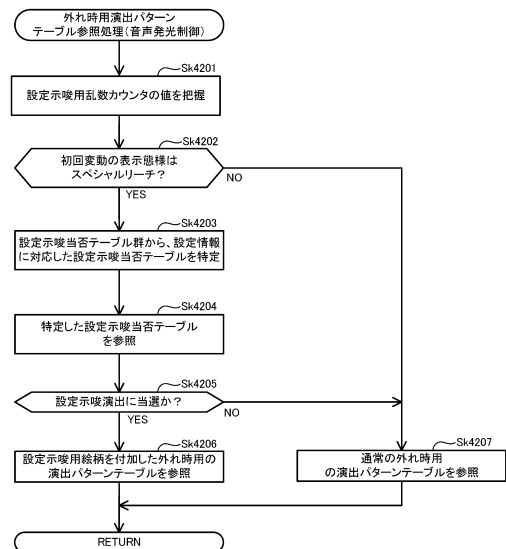 外れ時用演出パターン
テーブル参照処理(音声発光制御)
Sk4201
設定示唆用乱数カウンタの値を把握
Sk4202
初回変動の表示態様は
スペシャルリーチ？
NO
YES
Sk4203
設定示唆当否テーブル群から、設定情報
に対応した設定示唆当否テーブルを特定
Sk4204
特定した設定示唆当否テーブル
を参照
Sk4205
設定示唆演出に当選か？
NO
YES
Sk4206
設定示唆用絵柄を付加した外れ時用の
演出パターンテーブルを参照
Sk4207
通常の外れ時用
の演出パターンテーブルを参照
RETURN